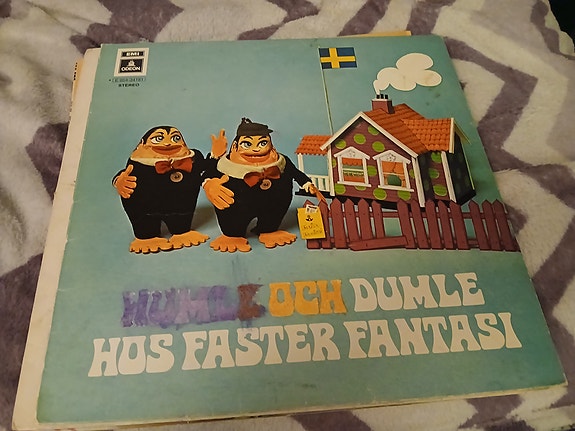 EMI
ODEON
STEREO
HUMLE OCH DUMLE
HOS FASTER FANTASI